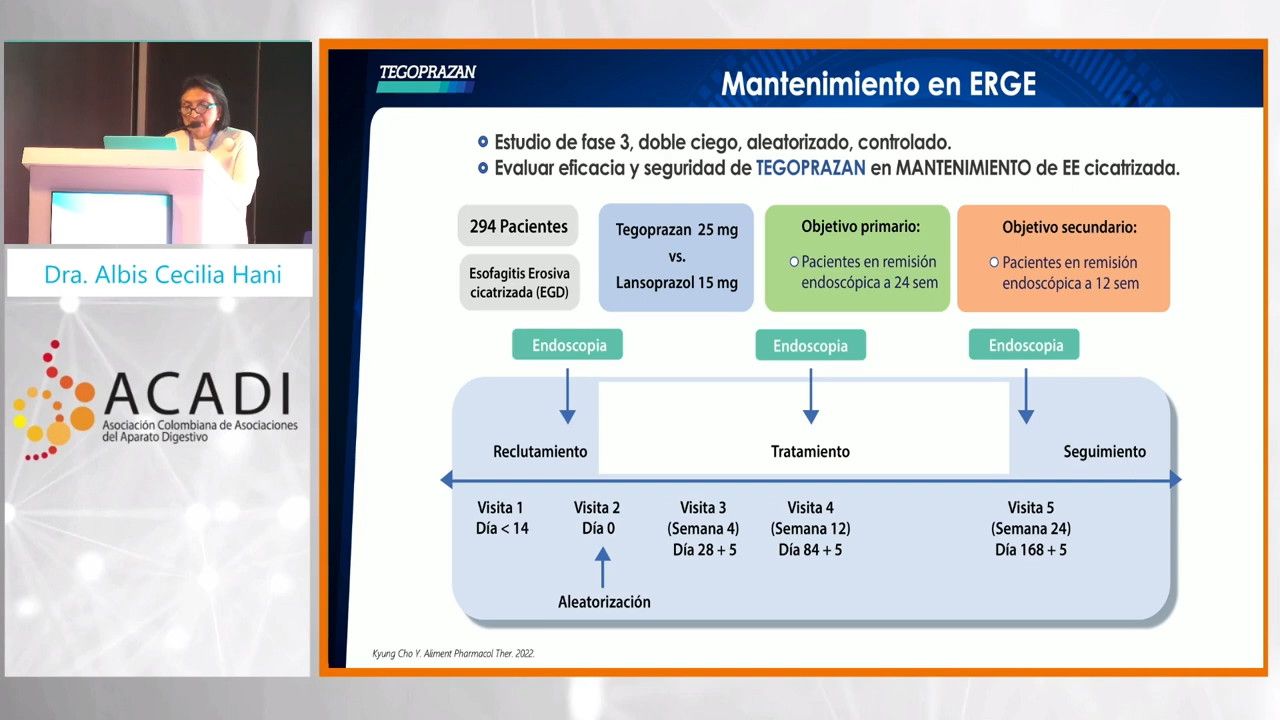 TEGOPRAZAN
Mantenimiento en ERGE
Estudio de fase 3, doble ciego, aleatorizado, controlado.
Evaluar eficacia y seguridad de TEGOPRAZAN en MANTENIMIENTO de EE cicatrizada.
294 Pacientes
Esofagitis Erosiva
cicatrizada (EGD)
Tegoprazan 25 mg
vs.
Lansoprazol 15 mg
Objetivo primario:
Pacientes en remisión
endoscópica a 24 sem
Objetivo secundario:
Pacientes en remisión
endoscópica a 12 sem
Endoscopia
Endoscopia
Endoscopia
Reclutamiento
Tratamiento
Seguimiento
Visita 1
Día < 14
Visita 2
Día 0
Visita 3
(Semana 4)
Día 28 + 5
Visita 4
(Semana 12)
Día 84 + 5
Visita 5
(Semana 24)
Día 168 + 5
Aleatorización
Kyung Cho Y. Aliment Pharmacol Ther. 2022.
Dra. Albis Cecilia Hani
ACADI
Asociación Colombiana de Asociaciones
del Aparato Digestivo